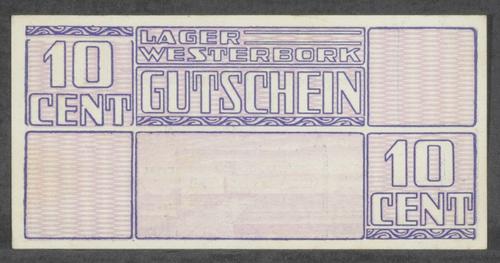 10
CENT
LAGER
WESTERBORK
GUTSCHEIN
10
CENT